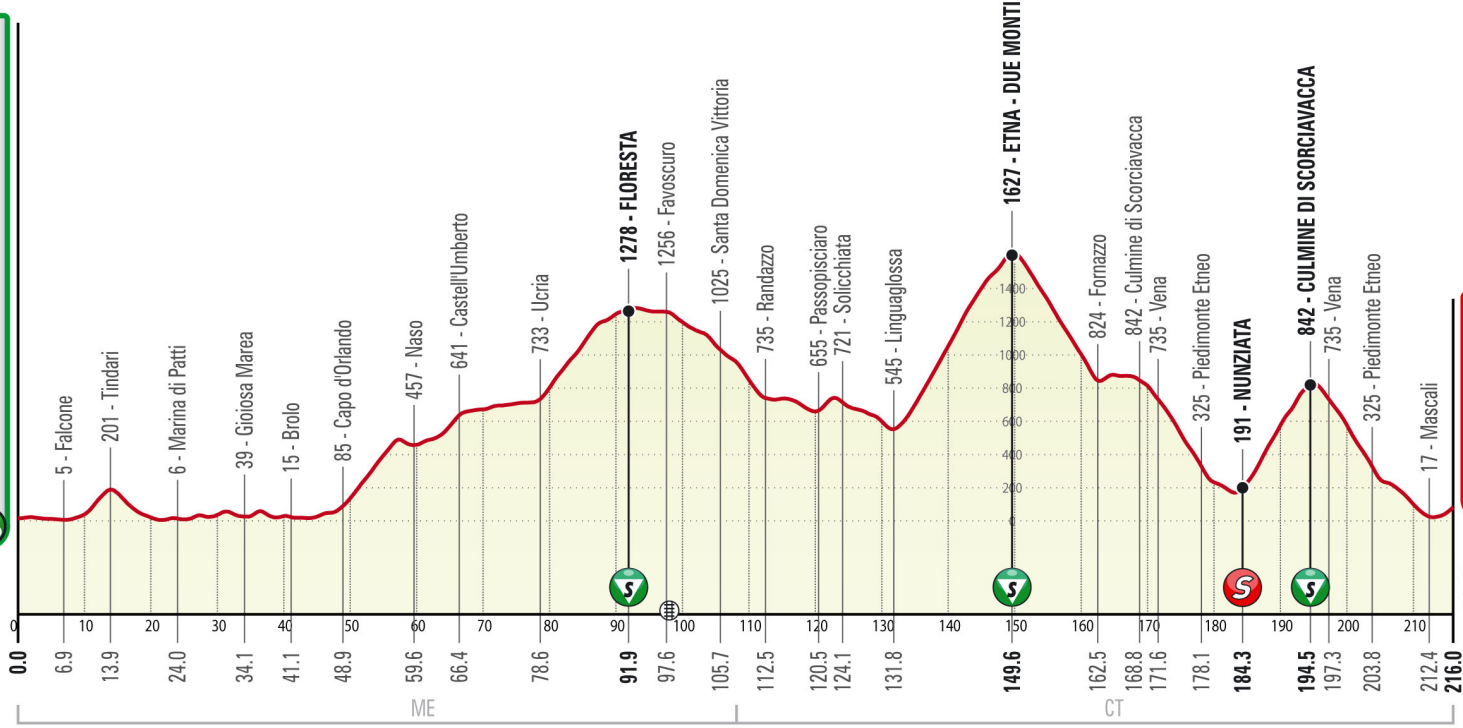 5 - Falcone
201 - Tindari
6 - Marina di Patti
39 - Gioiosa Marea
15 - Brolo
85 - Capo d'Orlando
457 - Naso
641 - Castell'Umberto
733 - Ucria'
1278 - FLORESTA
1256 - Favoscuro
1025 - Santa Domenica Vittoria
735 - Randazzo
655 - Passopisciaro
721 - Solicchiata
545 - Linguaglossa
1627 - ETNA - DUE MONTI
824 - Fornazzo
842 - Culmine di Scorciavacca
735 - Vena
325 - Piedimonte Etneo
191 - NUNZIATA
842 - CULMINE DI SCORCIAVACCA
735 - Vena
325 - Piedimonte Etneo
17 - Mascali
1400
1200
1000
800
600
400
200
0
S S S S
0 10 20 30 40 50 60 70 80 90 100 110 120 130 140 150 160 170 180 190 200 210
0.0 6.9 13.9 24.0 34.1 41.1 48.9 59.6 66.4 78.6 91.9 97.6 105.7 112.5 120.5 124.1 131.8 149.6 162.5 168.8 171.6 178.1 184.3 194.5 197.3 203.8 212.4 216.0
ME CT